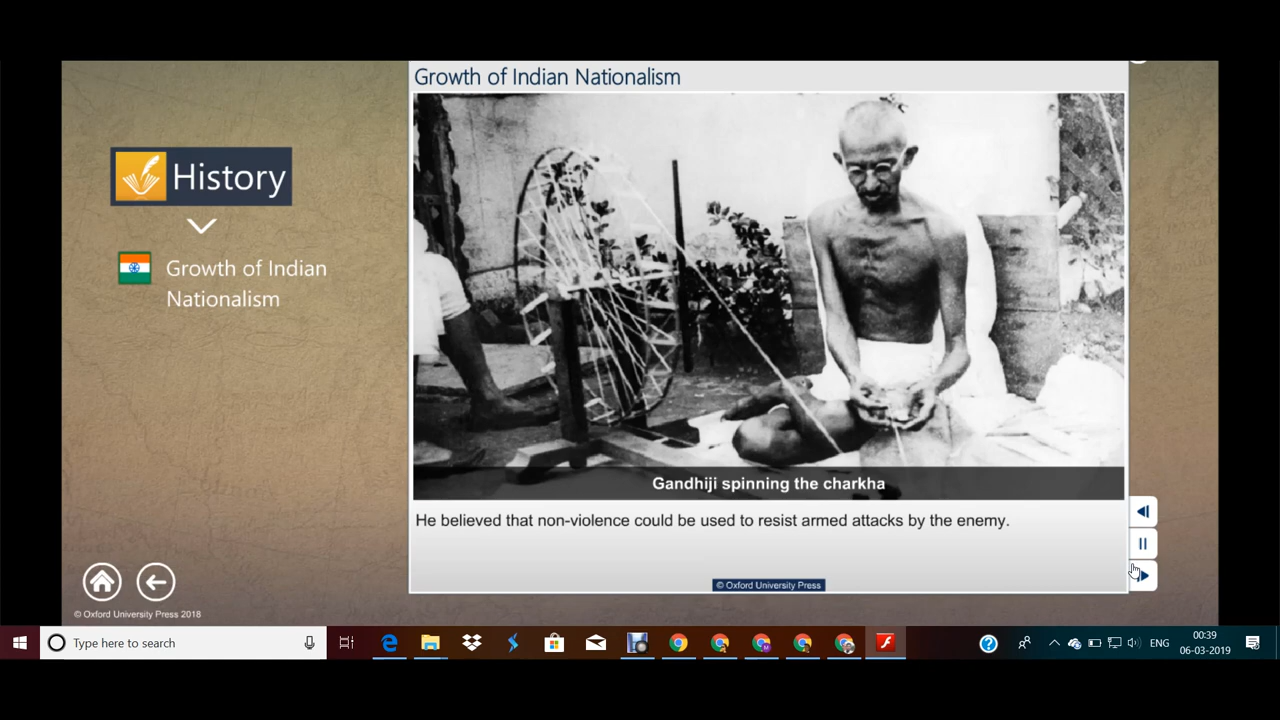 Growth of Indian Nationalism
History
Growth of Indian
Nationalism
Gandhiji spinning the charkha
He believed that non-violence could be used to resist armed attacks by the enemy.
© Oxford University Press
© Oxford University Press 2018
Type here to search
ENG
00:39
06-03-2019